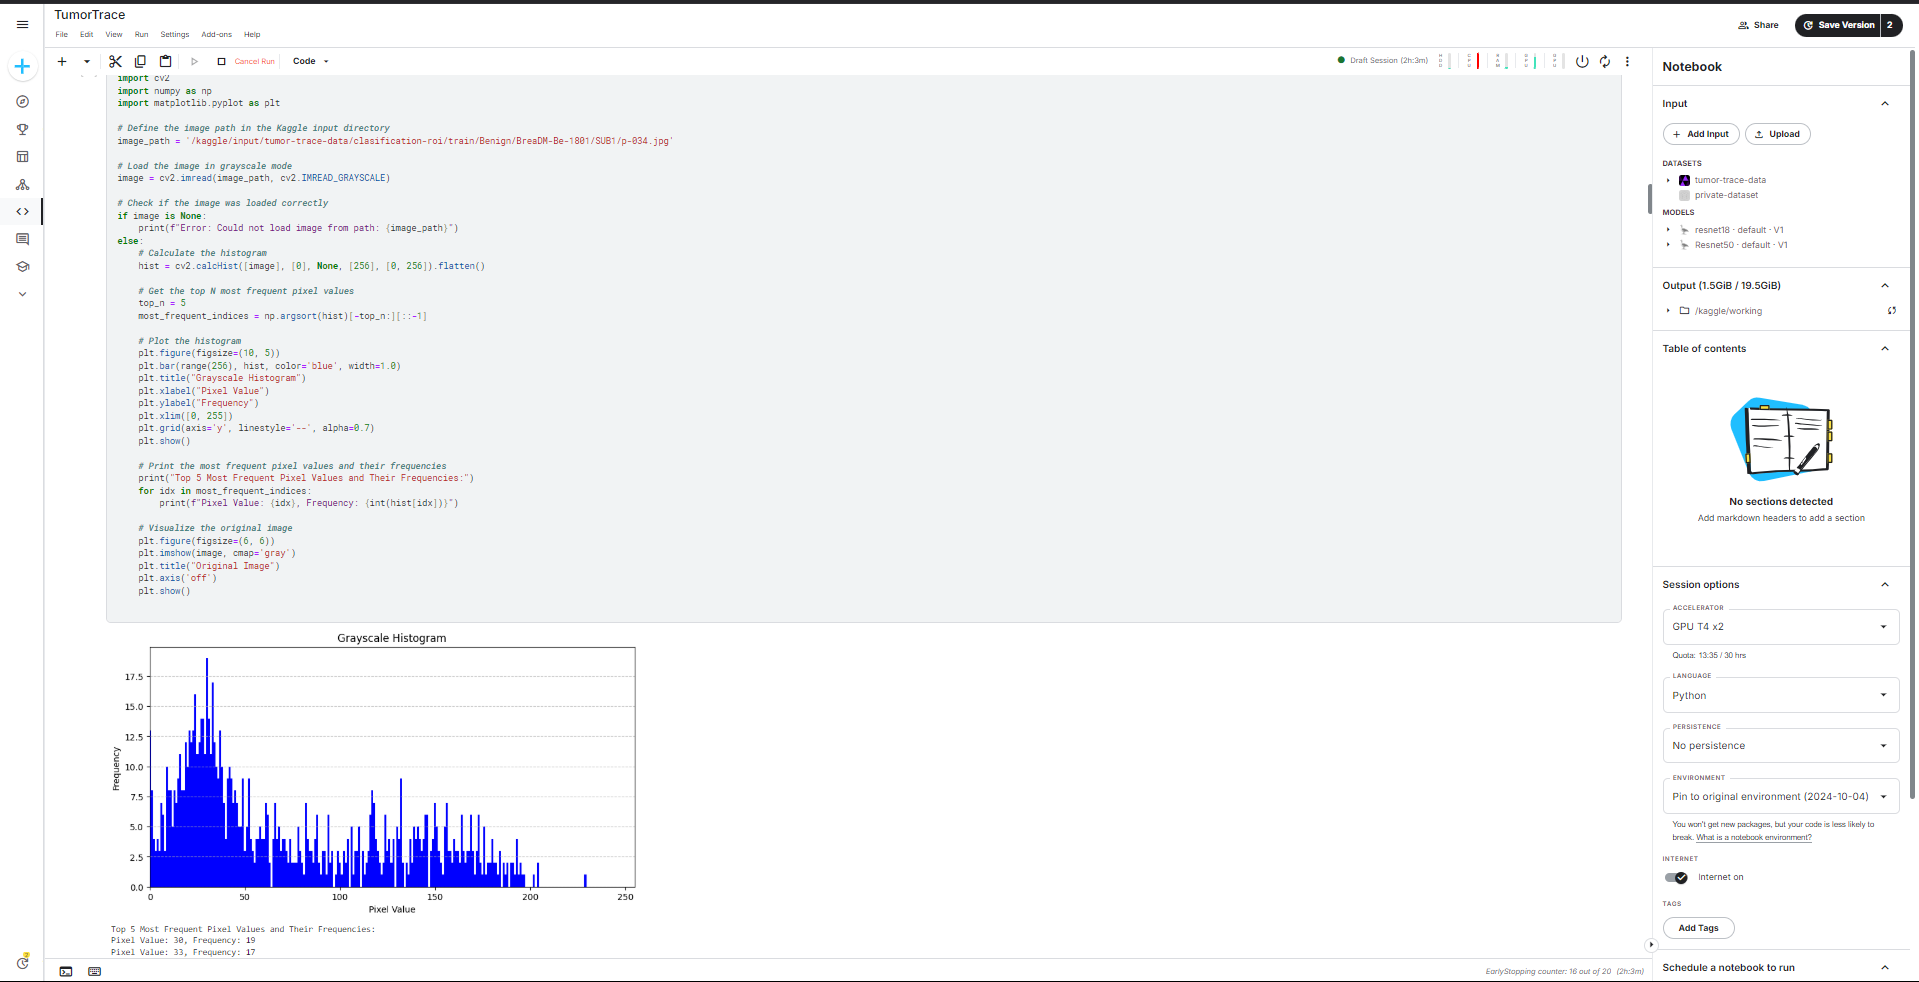 TumorTrace
File Edit View Run Settings Add-ons Help
Share
Save Version 2
Cancel Run
Code
Draft Session (2h:3m)
import cv2
import numpy as np
import matplotlib.pyplot as plt
# Define the image path in the Kaggle input directory
image_path = '/kaggle/input/tumor-trace-data/clasification-roi/train/Benign/BreaDM-Be-1801/SUB1/p-034.jpg'
# Load the image in grayscale mode
image = cv2.imread(image_path, cv2.IMREAD_GRAYSCALE)
# Check if the image was loaded correctly
if image is None:
    print(f"Error: Could not load image from path: {image_path}")
else:
    # Calculate the histogram
    hist = cv2.calcHist([image], [0], None, [256], [0, 256]).flatten()
    # Get the top N most frequent pixel values
    top_n = 5
    most_frequent_indices = np.argsort(hist)[-top_n:][::-1]
    # Plot the histogram
    plt.figure(figsize=(10, 5))
    plt.bar(range(256), hist, color='blue', width=1.0)
    plt.title("Grayscale Histogram")
    plt.xlabel("Pixel Value")
    plt.ylabel("Frequency")
    plt.xlim([0, 255])
    plt.grid(axis='y', linestyle='--', alpha=0.7)
    plt.show()
    # Print the most frequent pixel values and their frequencies
    print("Top 5 Most Frequent Pixel Values and Their Frequencies:")
    for idx in most_frequent_indices:
        print(f"Pixel Value: {idx}, Frequency: {int(hist[idx])}")
    # Visualize the original image
    plt.figure(figsize=(6, 6))
    plt.imshow(image, cmap='gray')
    plt.title("Original Image")
    plt.axis('off')
    plt.show()
Grayscale Histogram
17.5
15.0
12.5
10.0
7.5
5.0
2.5
0.0
Frequency
0 50 100 150 200 250
Pixel Value
Top 5 Most Frequent Pixel Values and Their Frequencies:
Pixel Value: 30, Frequency: 19
Pixel Value: 33, Frequency: 17
EarlyStopping counter: 16 out of 20 (2h:3m)
Notebook
Input
Add Input
Upload
DATASETS
tumor-trace-data
private-dataset
MODELS
resnet18 · default · V1
Resnet50 · default · V1
Output (1.5GiB / 19.5GiB)
/kaggle/working
Table of contents
No sections detected
Add markdown headers to add a section
Session options
ACCELERATOR
GPU T4 x2
Quota: 13:35 / 30 hrs
LANGUAGE
Python
PERSISTENCE
No persistence
ENVIRONMENT
Pin to original environment (2024-10-04)
You won't get new packages, but your code is less likely to
break. What is a notebook environment?
INTERNET
Internet on
TAGS
Add Tags
Schedule a notebook to run